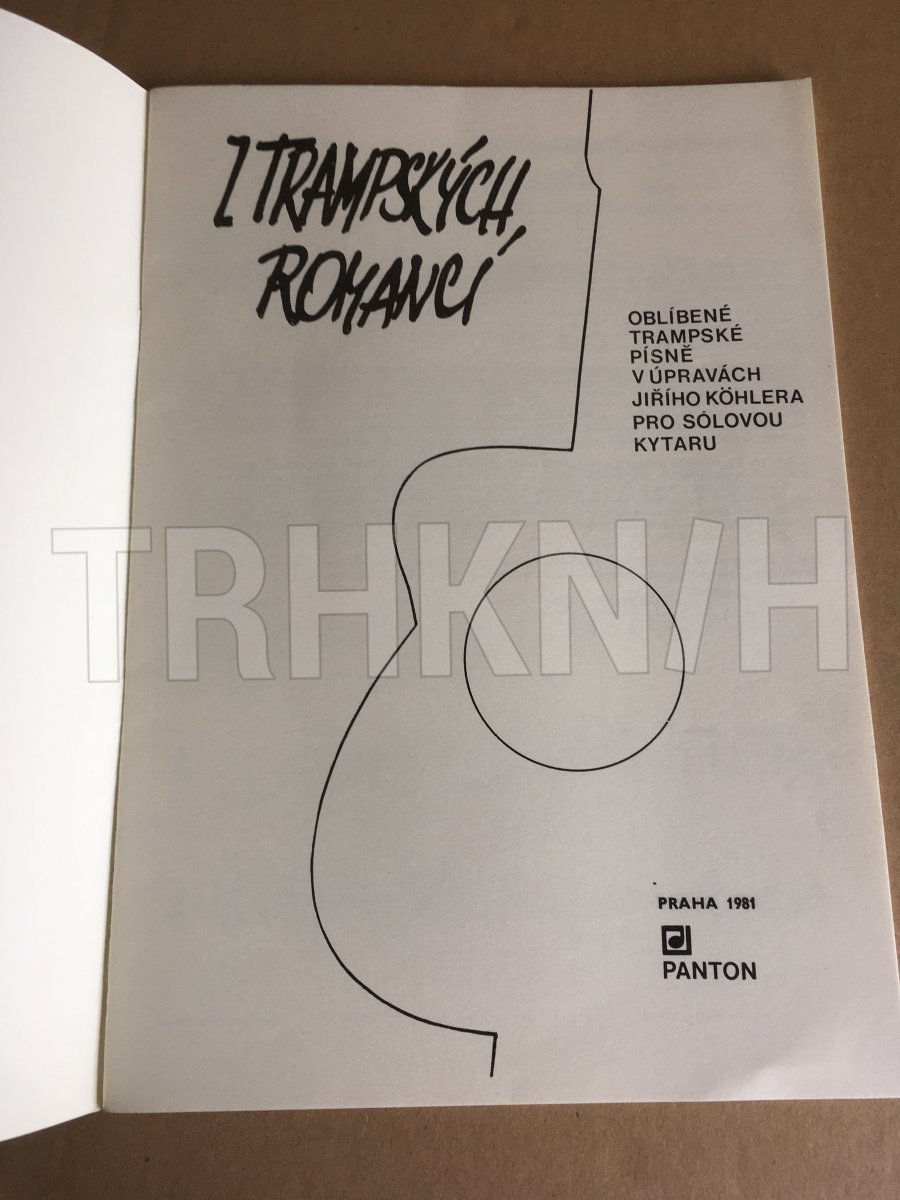 Z TRAMPSKÝCH
ROMANCÍ
OBLÍBENÉ
TRAMPSKÉ
PÍSNĚ
V ÚPRAVÁCH
JIŘÍHO KÖHLERA
PRO SÓLOVOU
KYTARU
TRHKNIH
PRAHA 1981
PANTON